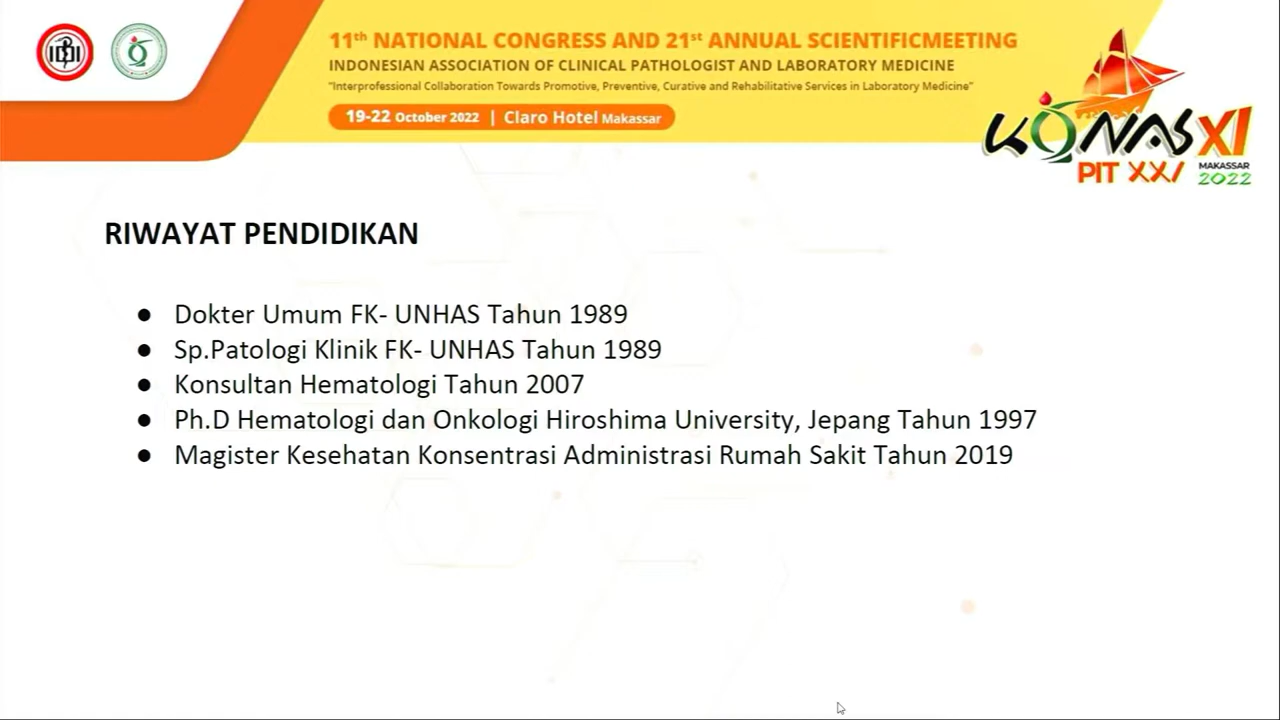 11th NATIONAL CONGRESS AND 21st ANNUAL SCIENTIFICMEETING
INDONESIAN ASSOCIATION OF CLINICAL PATHOLOGIST AND LABORATORY MEDICINE
"Interprofessional Collaboration Towards Promotive, Preventive, Curative and Rehabilitative Services in Laboratory Medicine"
19-22 October 2022 | Claro Hotel Makassar
KONAS XI
PIT XXI
MAKASSAR
2022
RIWAYAT PENDIDIKAN
● Dokter Umum FK- UNHAS Tahun 1989
● Sp.Patologi Klinik FK- UNHAS Tahun 1989
● Konsultan Hematologi Tahun 2007
● Ph.D Hematologi dan Onkologi Hiroshima University, Jepang Tahun 1997
● Magister Kesehatan Konsentrasi Administrasi Rumah Sakit Tahun 2019